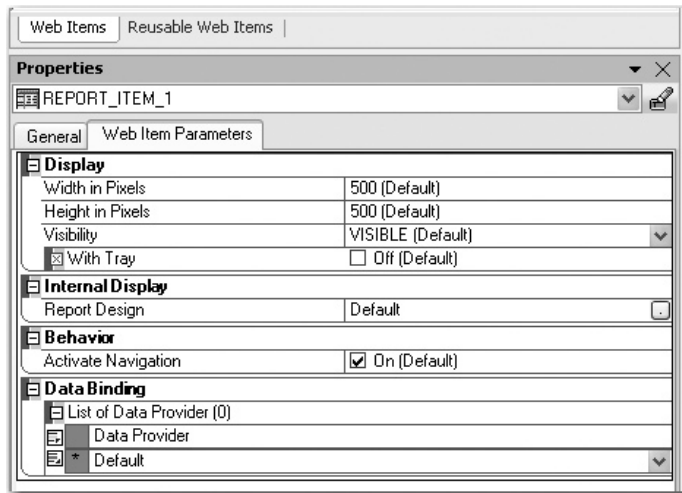 Web Items Reusable Web Items
Properties
REPORT_ITEM_1
General Web Item Parameters
Display
Width in Pixels 500 (Default)
Height in Pixels 500 (Default)
Visibility VISIBLE (Default)
With Tray Off (Default)
Internal Display
Report Design Default
Behavior
Activate Navigation On (Default)
Data Binding
List of Data Provider (0)
Data Provider
* Default